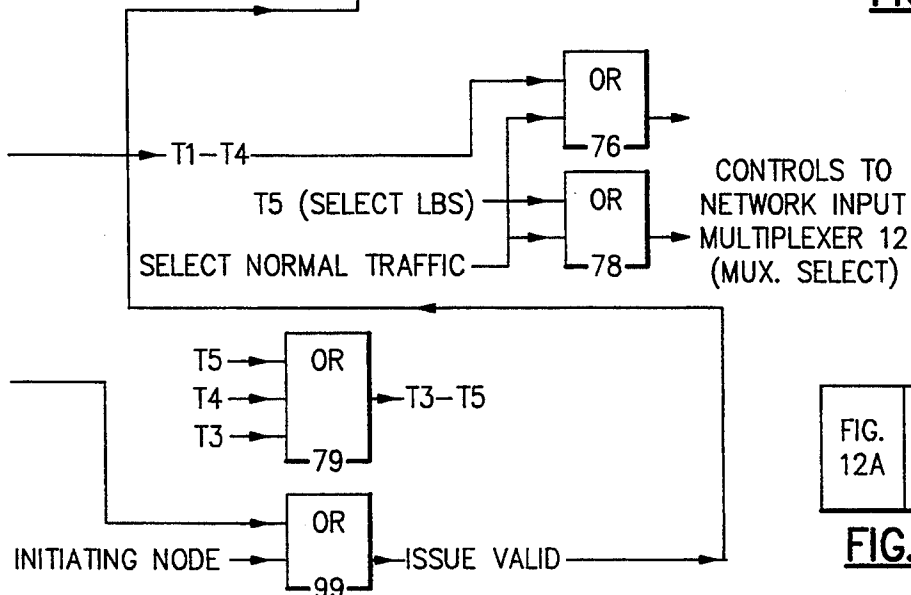 OR
76
T1-T4
T5 (SELECT LBS)
OR
78
SELECT NORMAL TRAFFIC
CONTROLS TO
NETWORK INPUT
MULTIPLEXER 12
(MUX. SELECT)
T5
T4
T3
OR
79
T3-T5
FIG.
12A
FIG.
INITIATING NODE
OR
99
ISSUE VALID